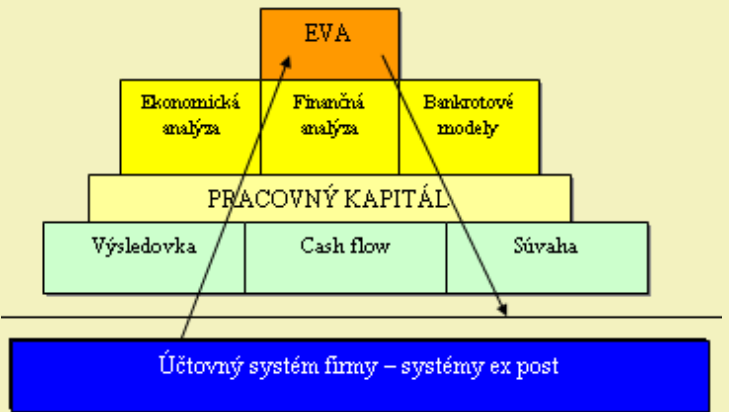 EVA
Ekonomická
analýza
Finančná
analýza
Bankrotové
modely
PRACOVNÝ KAPITÁL
Výsledovka
Cash flow
Súvaha
Účtovný systém firmy – systémy ex post